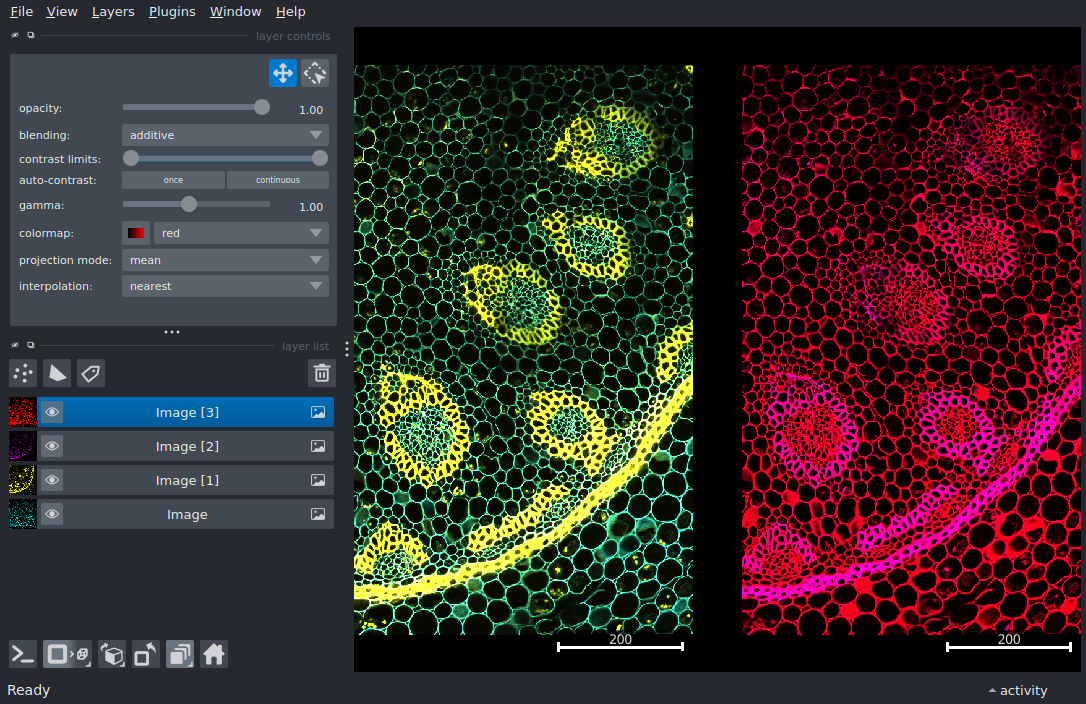 File View Layers Plugins Window Help
layer controls
opacity: 1.00
blending: additive
contrast limits:
auto-contrast: once continuous
gamma: 1.00
colormap: red
projection mode: mean
interpolation: nearest
layer list
Image [3]
Image [2]
Image [1]
Image
200
200
Ready
activity